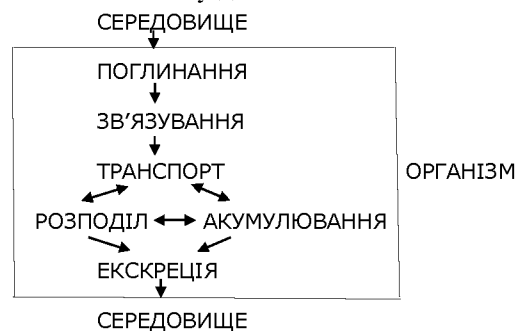 СЕРЕДОВИЩЕ
ПОГЛИНАННЯ
ЗВ'ЯЗУВАННЯ
ТРАНСПОРТ
ОРГАНІЗМ
РОЗПОДІЛ
АКУМУЛЮВАННЯ
ЕКСКРЕЦІЯ
СЕРЕДОВИЩЕ